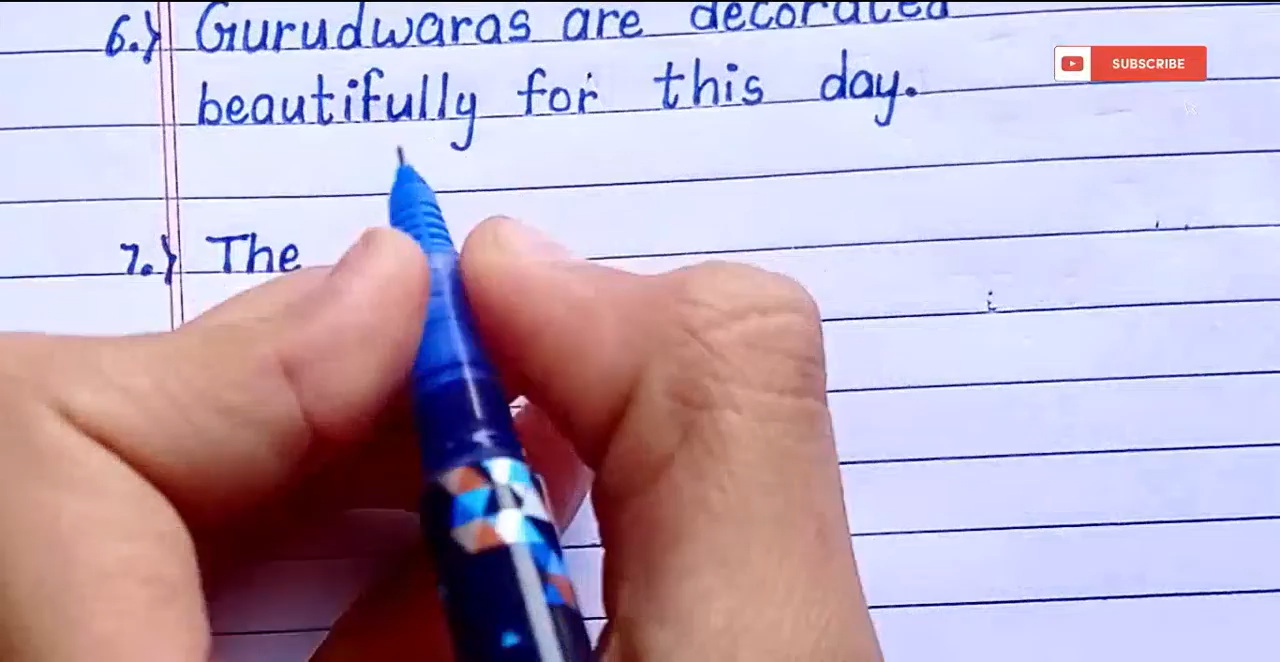 6.) Gurudwaras are decorated
SUBSCRIBE
beautifully for this day.
7.) The